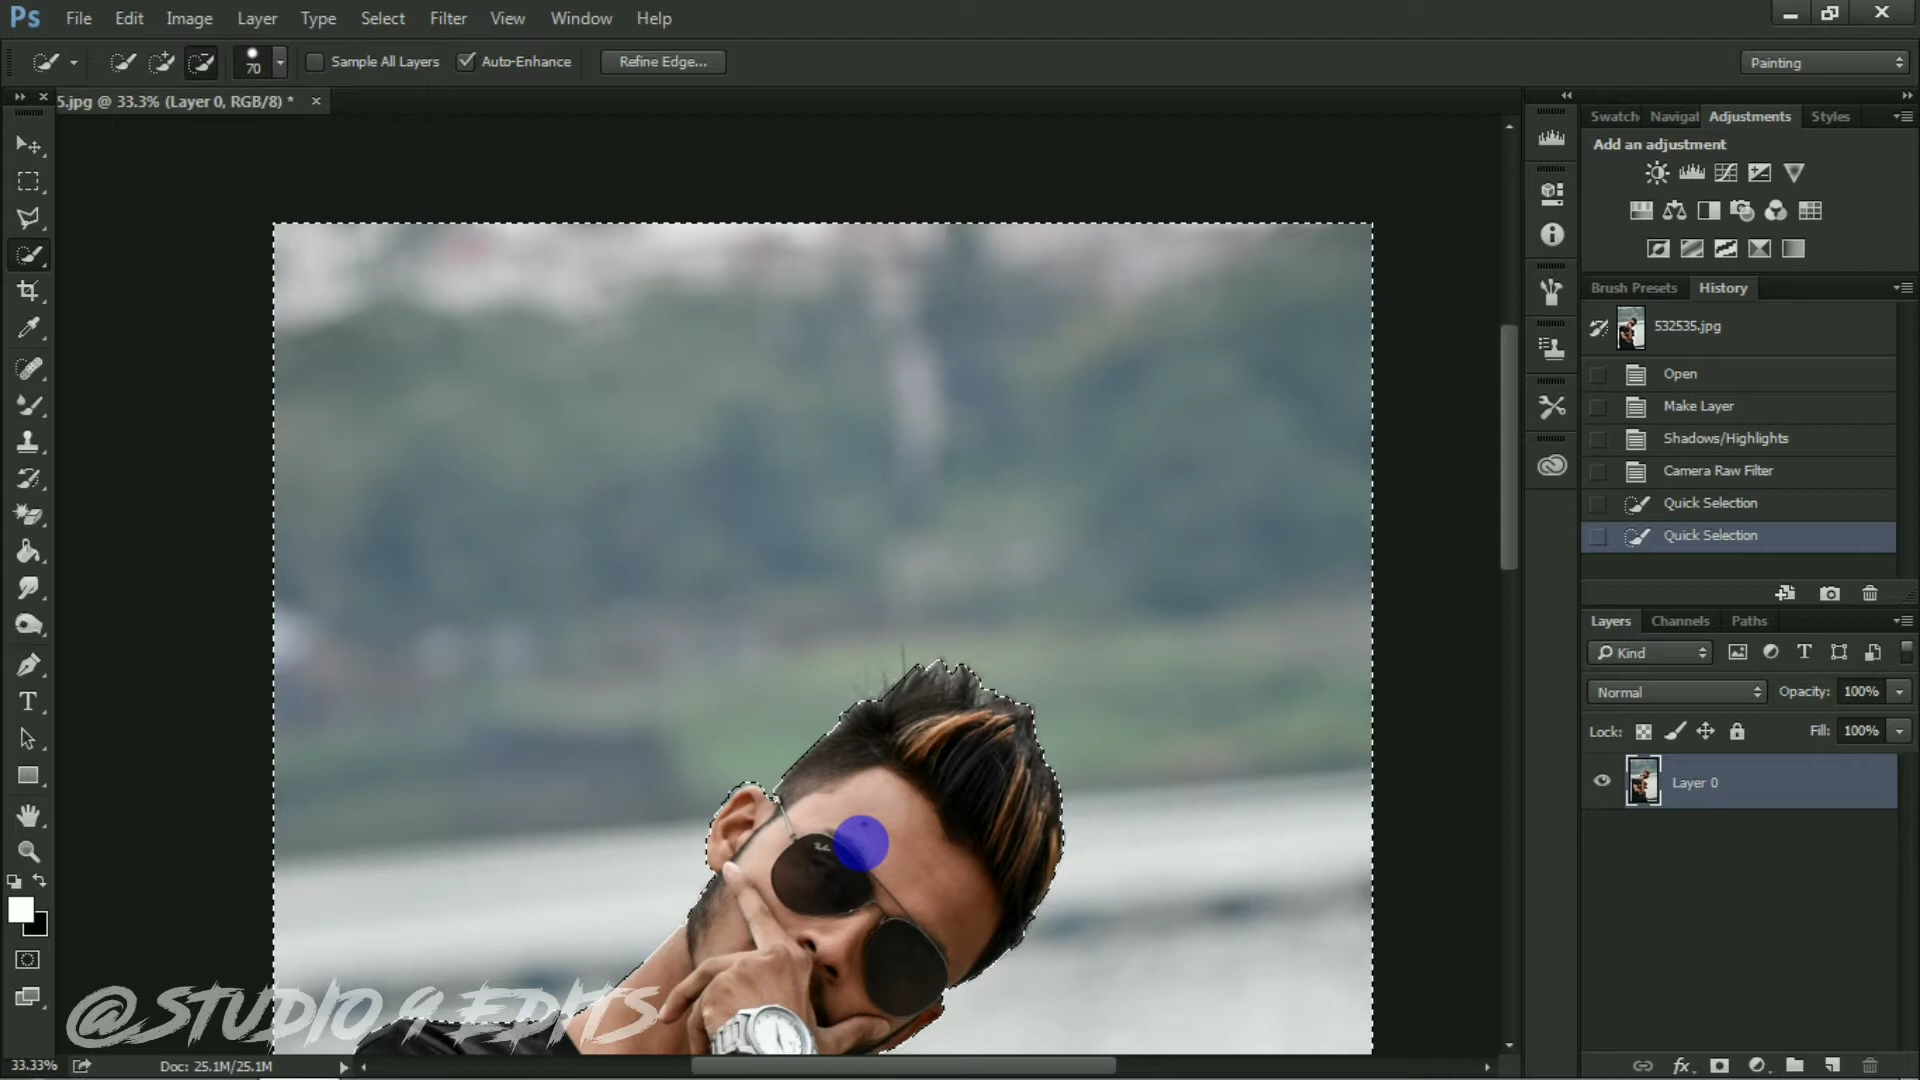 Ps File Edit Image Layer Type Select Filter View Window Help
70 Sample All Layers Auto-Enhance Refine Edge... Painting
5.jpg @ 33.3% (Layer 0, RGB/8) * ×
Swatch Navigat Adjustments Styles
Add an adjustment
Brush Presets History
532535.jpg
Open
Make Layer
Shadows/Highlights
Camera Raw Filter
Quick Selection
Quick Selection
Layers Channels Paths
Kind
Normal Opacity: 100%
Lock: Fill: 100%
Layer 0
Ray-Ban
@STUDIO 9 EDITS
33.33% Doc: 25.1M/25.1M